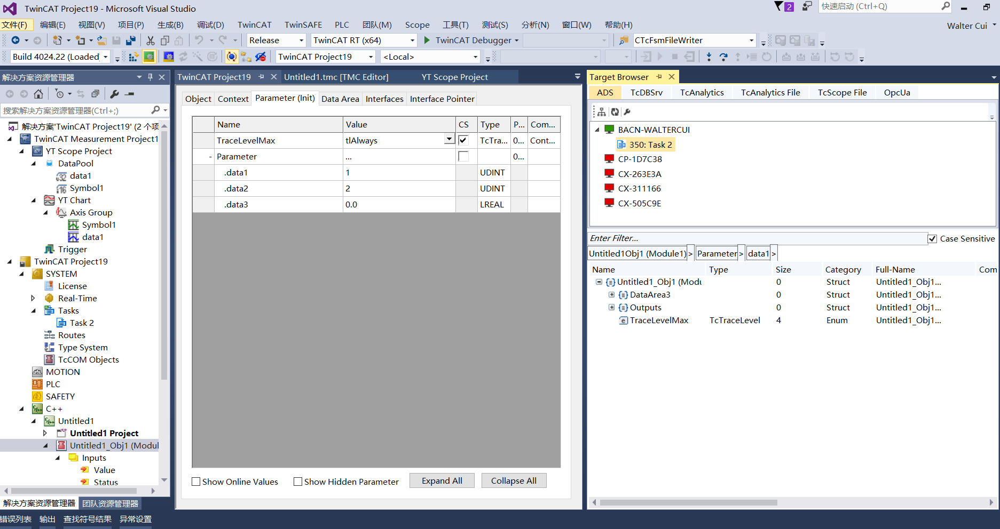 TwinCAT Project19 - Microsoft Visual Studio
2
快速启动 (Ctrl+Q)
文件(F)
编辑(E)
视图(V)
项目(P)
生成(B)
调试(D)
TwinCAT
TwinSAFE
PLC
团队(M)
Scope
工具(T)
测试(S)
分析(N)
窗口(W)
帮助(H)
Walter Cui
Release
TwinCAT RT (x64)
TwinCAT Debugger
CTcFsmFileWriter
Build 4024.22 (Loaded
TwinCAT Project19
<Local>
解决方案资源管理器
搜索解决方案资源管理器(Ctrl+;)
解决方案'TwinCAT Project19' (2 个项
TwinCAT Measurement Project1
YT Scope Project
DataPool
data1
Symbol1
YT Chart
Axis Group
Symbol1
data1
Trigger
TwinCAT Project19
SYSTEM
License
Real-Time
Tasks
Task 2
Routes
Type System
TcCOM Objects
MOTION
PLC
SAFETY
C++
Untitled1
Untitled1 Project
Untitled1_Obj1 (Modul
Inputs
Value
Status
解决方案资源管理器
团队资源管理器
TwinCAT Project19
Untitled1.tmc [TMC Editor]
YT Scope Project
Object
Context
Parameter (Init)
Data Area
Interfaces
Interface Pointer
Name Value CS Type P... Com...
TraceLevelMax tlAlways TcTra... 0... Cont...
- Parameter ... 0...
.data1 1 UDINT
.data2 2 UDINT
.data3 0.0 LREAL
Show Online Values
Show Hidden Parameter
Expand All
Collapse All
Target Browser
ADS
TcDBSrv
TcAnalytics
TcAnalytics File
TcScope File
OpcUa
BACN-WALTERCUI
350: Task 2
CP-1D7C38
CX-263E3A
CX-311166
CX-505C9E
Enter Filter...
Case Sensitive
Untitled1Obj1 (Module1) > Parameter > data1 >
Name Type Size Category Full-Name Com
Untitled1_Obj1 (Modu 0 Struct Untitled1_Obj1...
DataArea3 0 Struct Untitled1_Obj1...
Outputs 0 Struct Untitled1_Obj1...
TraceLevelMax TcTraceLevel 4 Enum Untitled1_Obj1...
错误列表
输出
查找符号结果
异常设置